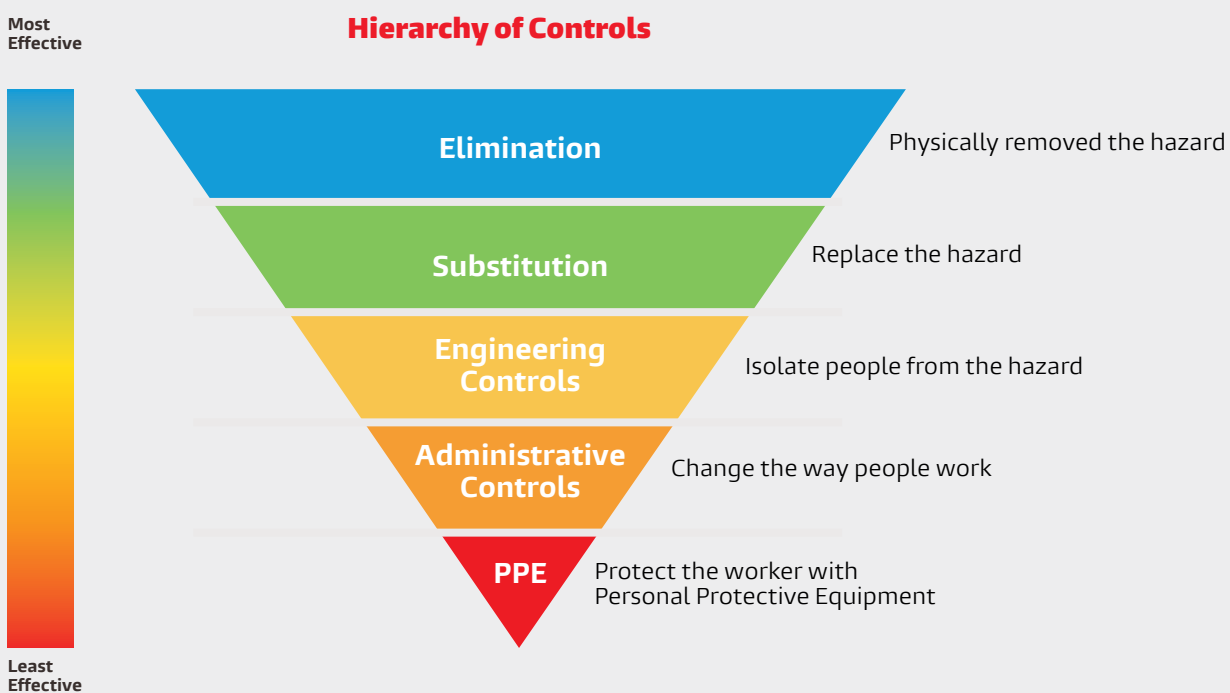 Most
Effective
Hierarchy of Controls
Elimination
Physically removed the hazard
Substitution
Replace the hazard
Engineering
Controls
Isolate people from the hazard
Administrative
Controls
Change the way people work
PPE
Protect the worker with
Personal Protective Equipment
Least
Effective